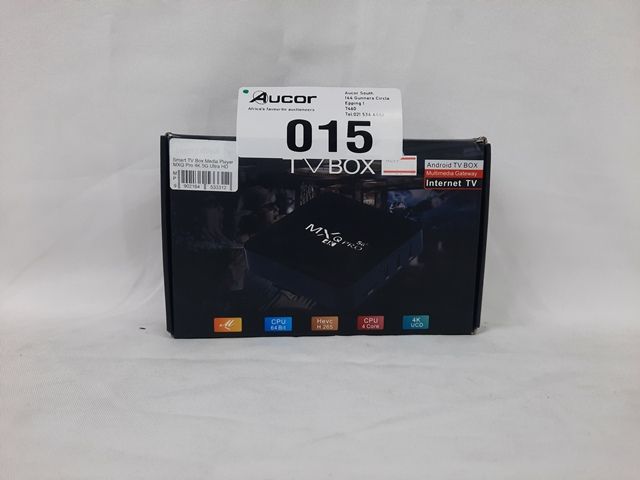 Aucor
Africa's favourite auctioneers
Aucor South
144 Gunners Circle
Epping 1
7460
015
TV BOX
Smart TV Box Media Player
MXQ Pro 4K 5G Ultra HD
Android TV BOX
Multimedia Gateway
Internet TV
MXQ PRO 5G
4K
CPU
64 Bit
Hevc
H 265
CPU
4 Core
4K
UCD